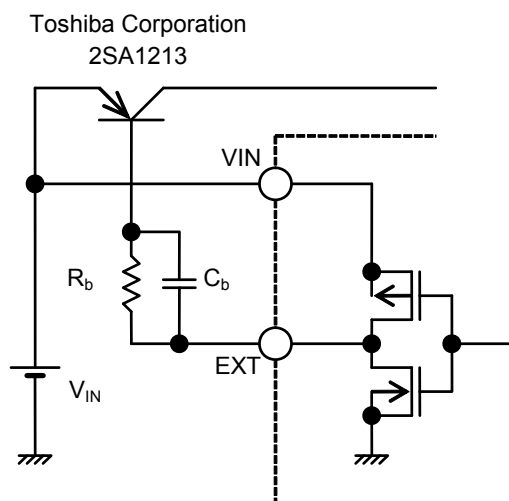 Toshiba Corporation
2SA1213
VIN
Rb
Cb
EXT
VIN